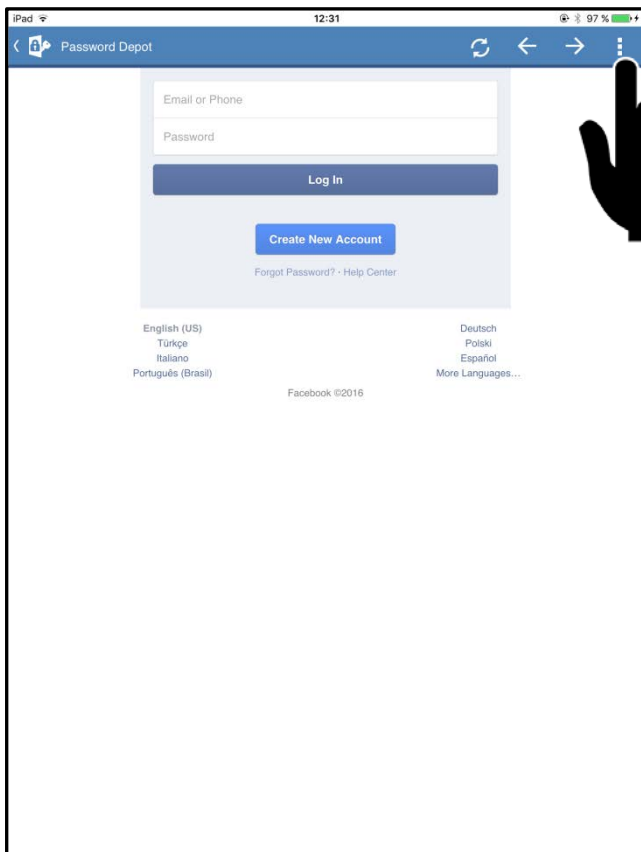 iPad 12:31 97 %
Password Depot
Email or Phone
Password
Log In
Create New Account
Forgot Password? · Help Center
English (US) Deutsch
Türkçe Polski
Italiano Español
Português (Brasil) More Languages…
Facebook ©2016